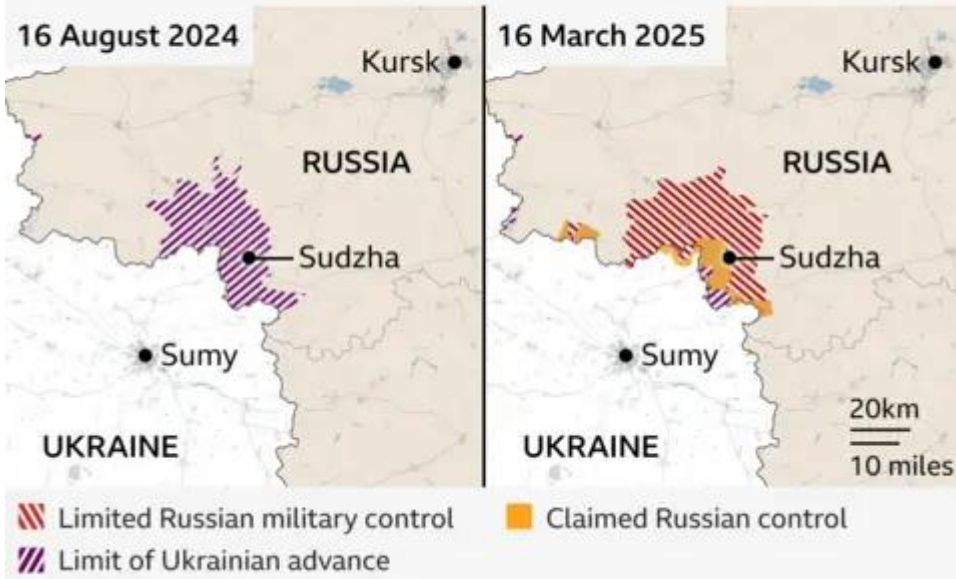 16 August 2024
Kursk
RUSSIA
Sudzha
Sumy
UKRAINE
16 March 2025
Kursk
RUSSIA
Sudzha
Sumy
UKRAINE
20km
10 miles
Limited Russian military control
Claimed Russian control
Limit of Ukrainian advance